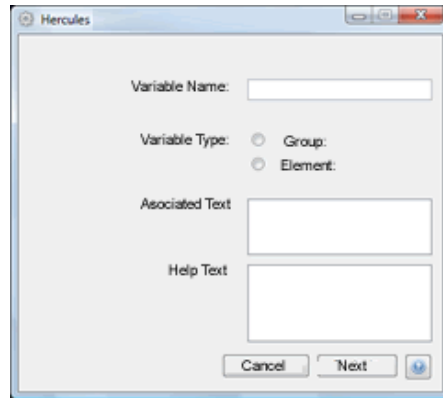 Hercules
Variable Name:
Variable Type:
Group:
Element:
Asociated Text
Help Text
Cancel
Next